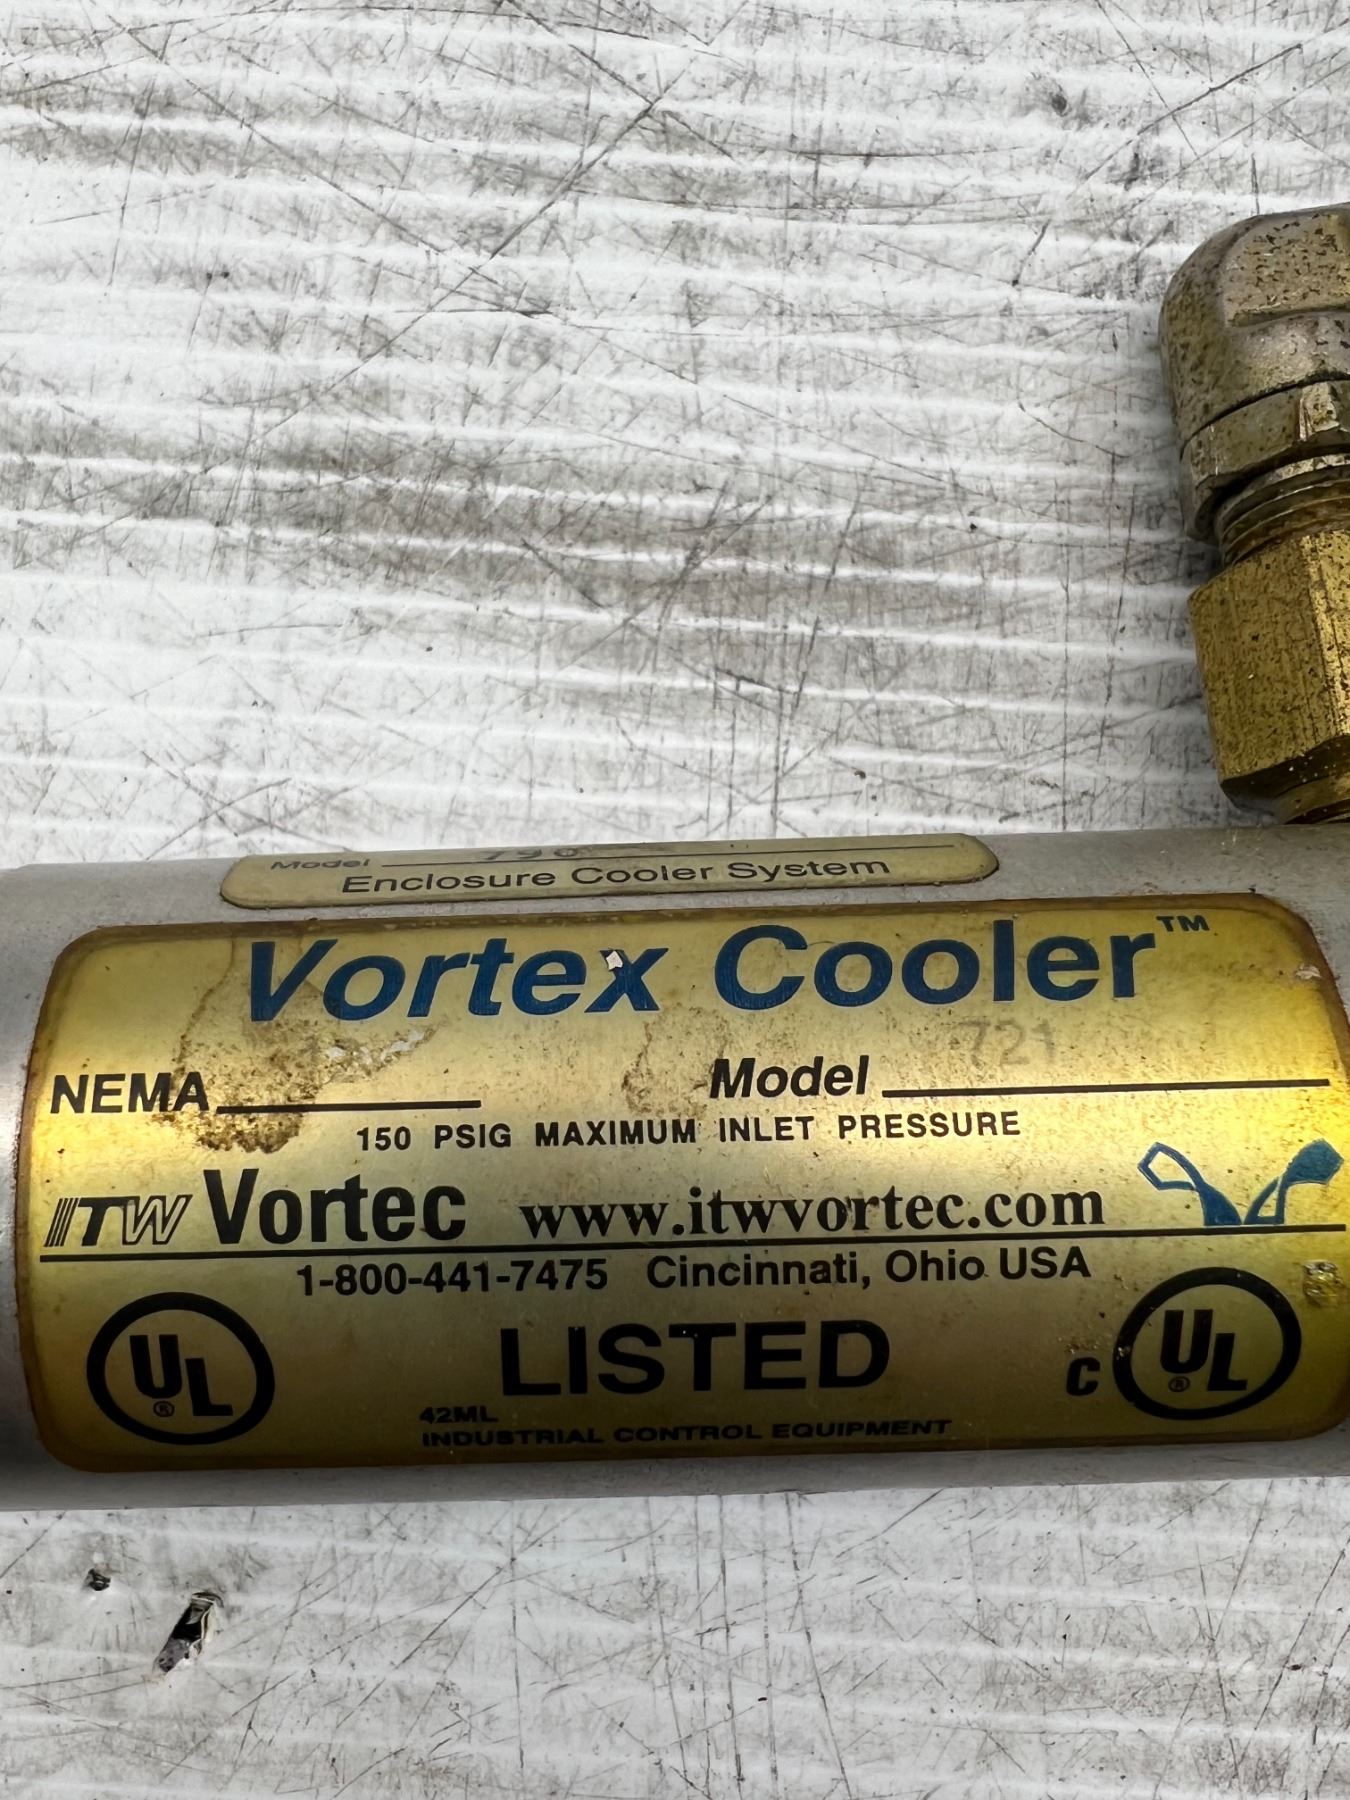 Model 790
Enclosure Cooler System
Vortex Cooler™
721
NEMA Model
150 PSIG MAXIMUM INLET PRESSURE
ITW Vortec www.itwvortec.com
1-800-441-7475 Cincinnati, Ohio USA
UL® LISTED c UL®
42ML
INDUSTRIAL CONTROL EQUIPMENT